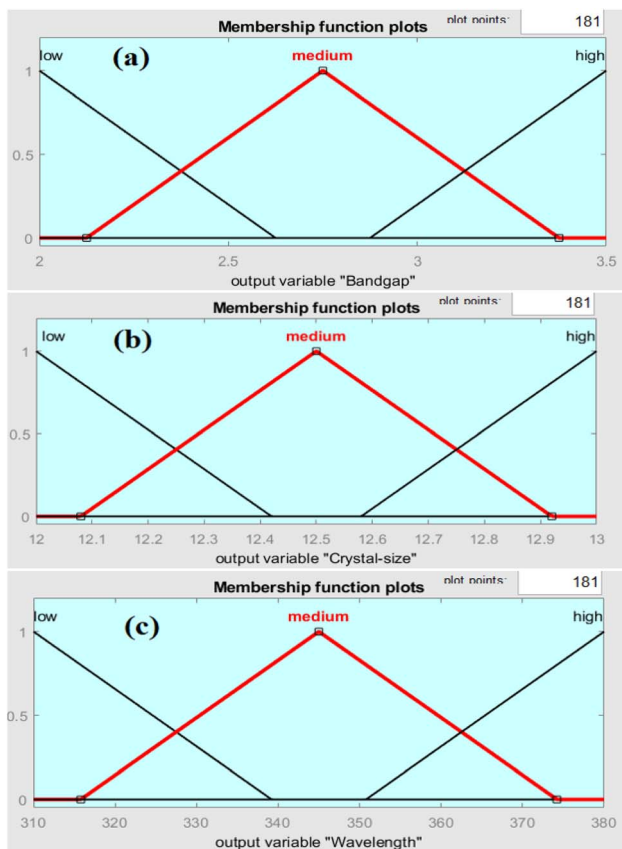 Membership function plots plot points: 181
low (a) medium high
1
0.5
0
2 2.5 3 3.5
output variable "Bandgap"
Membership function plots plot points: 181
low (b) medium high
1
0.5
0
12 12.1 12.2 12.3 12.4 12.5 12.6 12.7 12.8 12.9 13
output variable "Crystal-size"
Membership function plots plot points: 181
low (c) medium high
1
0.5
0
310 320 330 340 350 360 370 380
output variable "Wavelength"